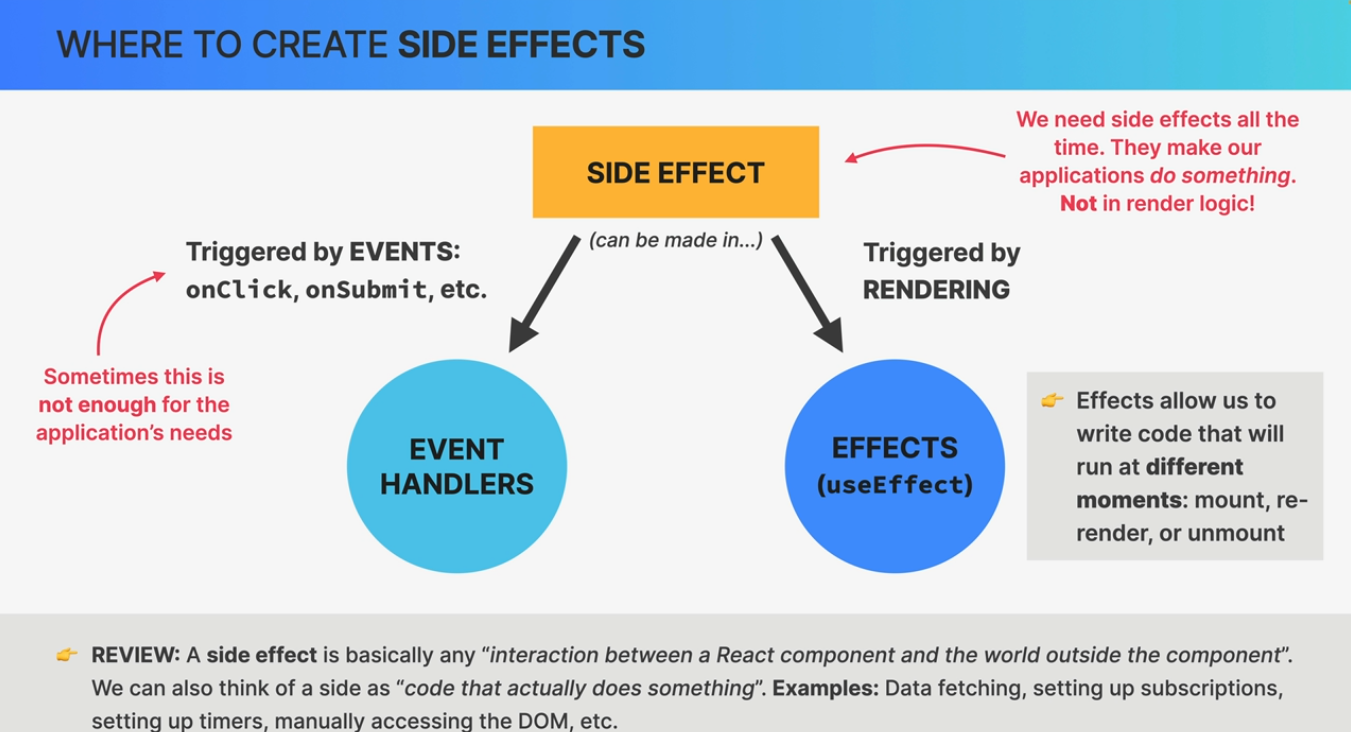 WHERE TO CREATE SIDE EFFECTS
We need side effects all the
time. They make our
applications do something.
Not in render logic!
SIDE EFFECT
(can be made in...)
Triggered by EVENTS:
onClick, onSubmit, etc.
Triggered by
RENDERING
Sometimes this is
not enough for the
application's needs
EVENT
HANDLERS
EFFECTS
(useEffect)
👉 Effects allow us to
write code that will
run at different
moments: mount, re-
render, or unmount
👉 REVIEW: A side effect is basically any “interaction between a React component and the world outside the component”.
We can also think of a side as “code that actually does something”. Examples: Data fetching, setting up subscriptions,
setting up timers, manually accessing the DOM, etc.